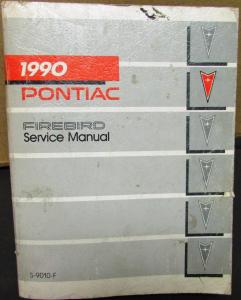 1990
PONTIAC
FIREBIRD
Service Manual
S-9010-F